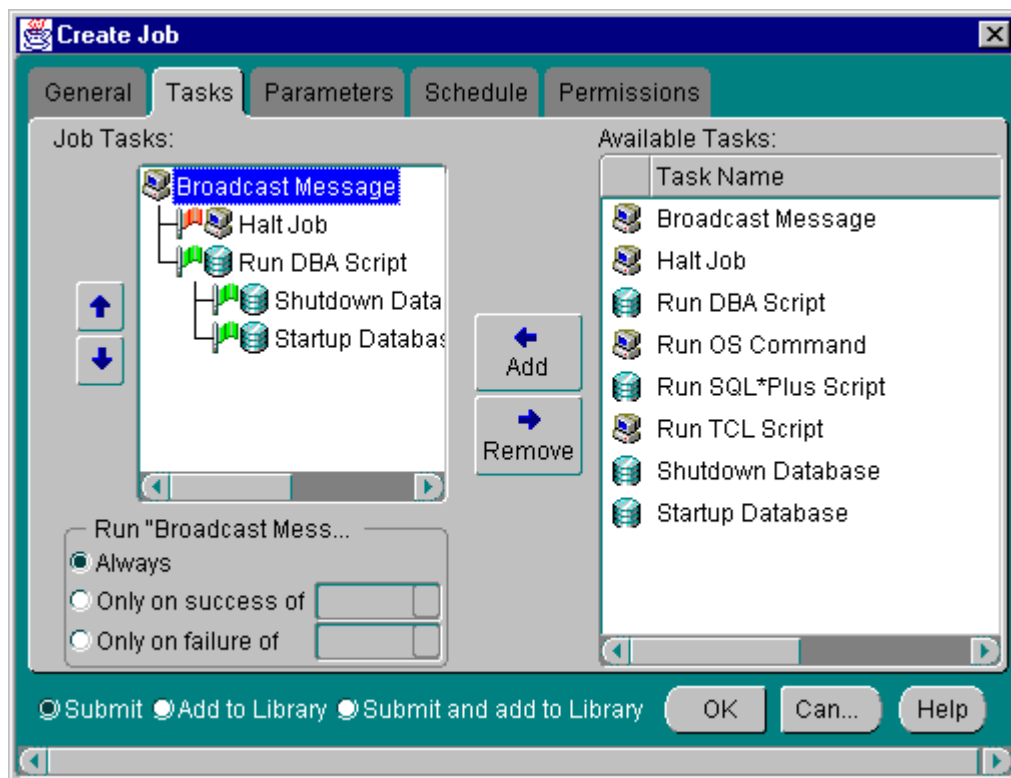 Create Job
General Tasks Parameters Schedule Permissions
Job Tasks:
Broadcast Message
Halt Job
Run DBA Script
Shutdown Data
Startup Databas
Add
Remove
Available Tasks:
Task Name
Broadcast Message
Halt Job
Run DBA Script
Run OS Command
Run SQL*Plus Script
Run TCL Script
Shutdown Database
Startup Database
Run "Broadcast Mess...
Always
Only on success of
Only on failure of
Submit Add to Library Submit and add to Library OK Can... Help